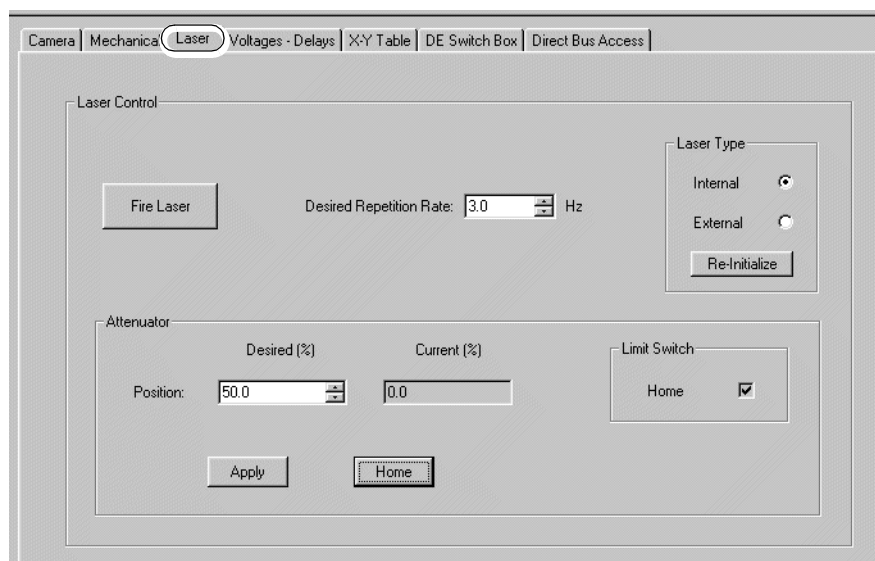 Camera Mechanical Laser Voltages - Delays X-Y Table DE Switch Box Direct Bus Access
Laser Control
Laser Type
Internal
External
Re-Initialize
Fire Laser
Desired Repetition Rate: 3.0 Hz
Attenuator
Desired (%) Current (%)
Position: 50.0 0.0
Limit Switch
Home
Apply Home